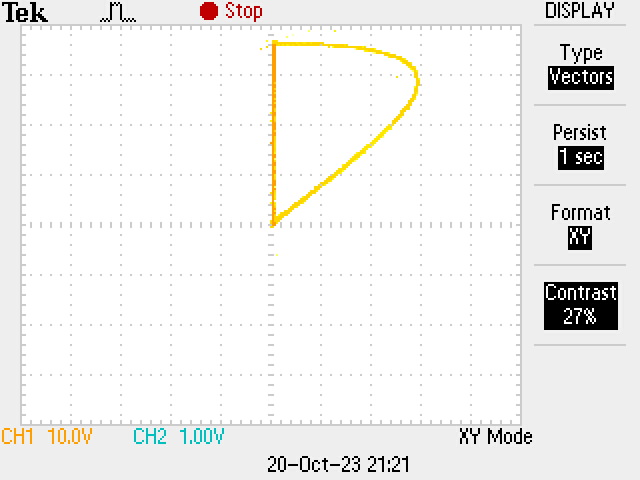 Tek Stop DISPLAY
Type
Vectors
Persist
1 sec
Format
XY
Contrast
27%
CH1 10.0V CH2 1.00V XY Mode
20-Oct-23 21:21